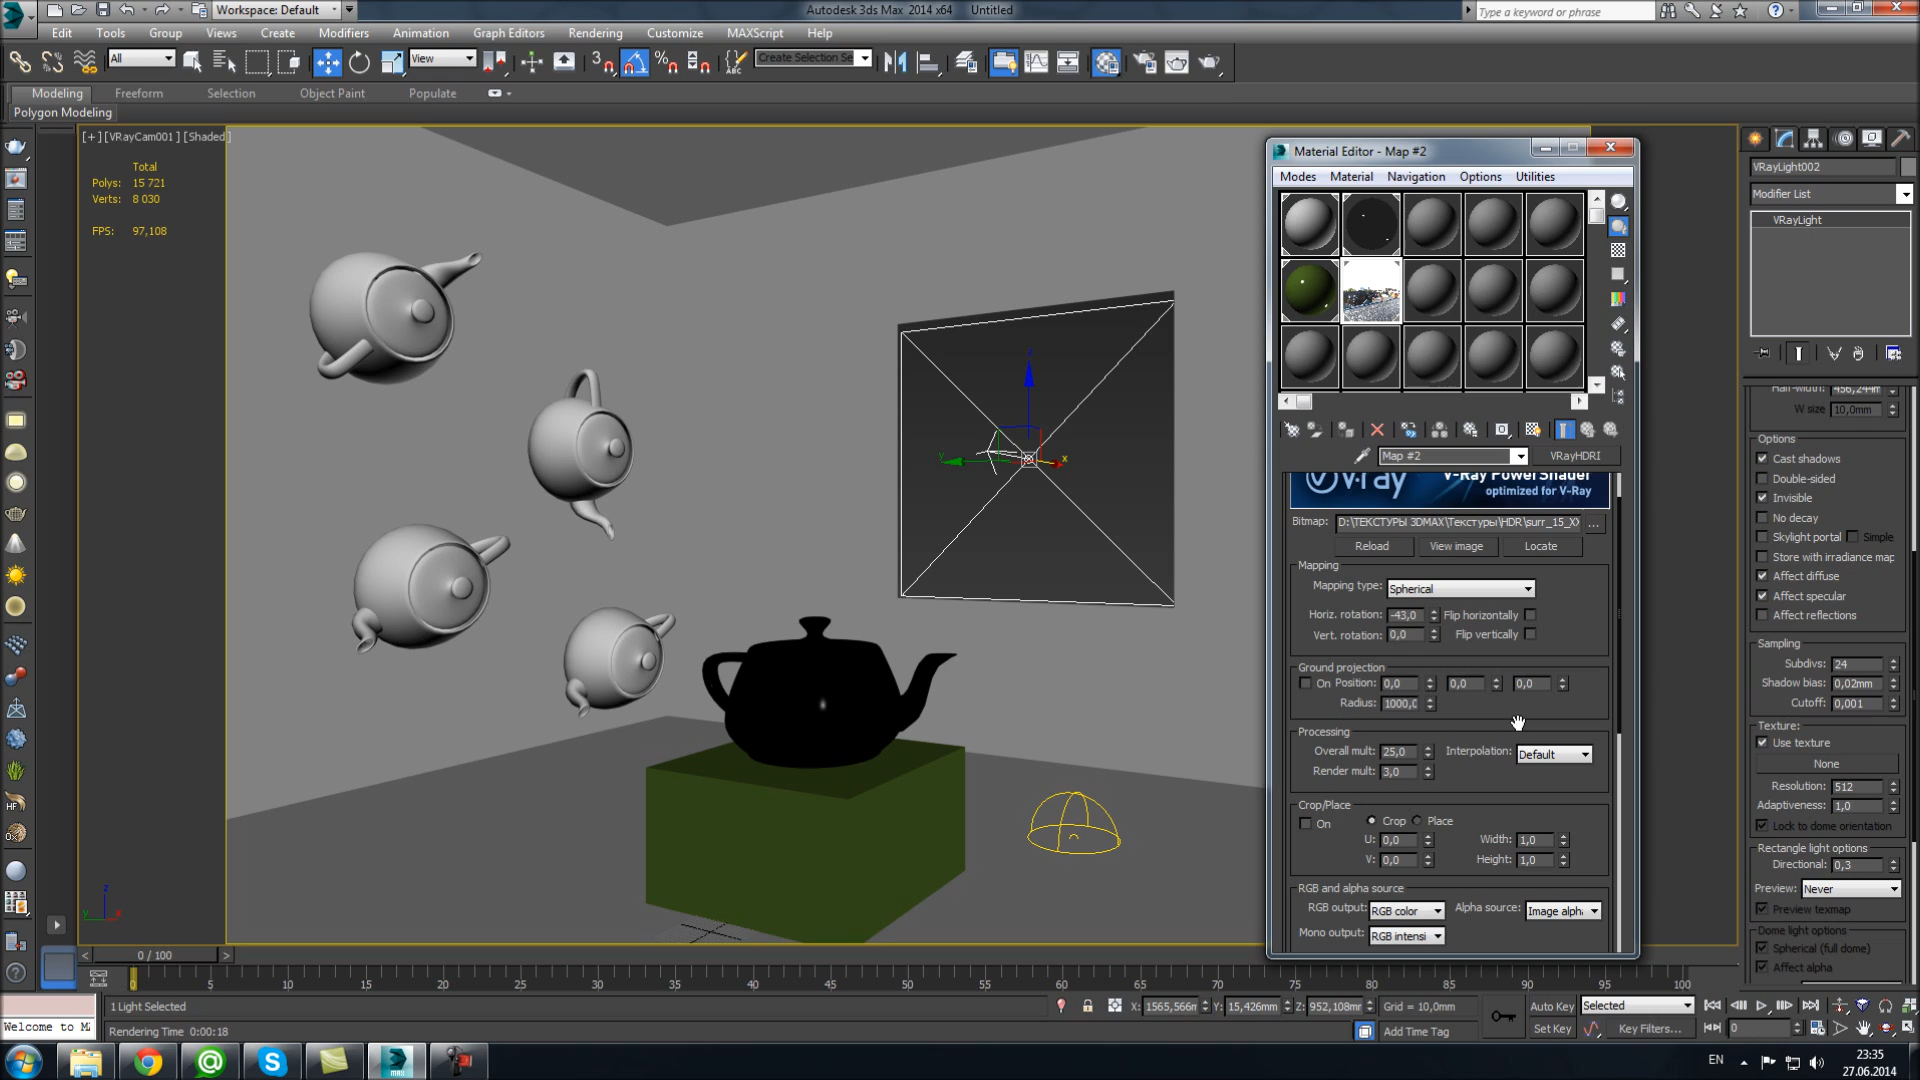 Workspace: Default
Autodesk 3ds Max 2014 x64 Untitled
Type a keyword or phrase
Edit Tools Group Views Create Modifiers Animation Graph Editors Rendering Customize MAXScript Help
All
View
Create Selection Se
Modeling Freeform Selection Object Paint Populate
Polygon Modeling
[+] [VRayCam001] [Shaded]
Total
Polys: 15 721
Verts: 8 030
FPS: 97,108
Material Editor - Map #2
Modes Material Navigation Options Utilities
Map #2
VRayHDRI
v·ray V-Ray PowerShader
optimized for V-Ray
Bitmap: D:\ТЕКСТУРЫ 3DMAX\Текстуры\HDR\surr_15_XX
...
Reload View image Locate
Mapping
Mapping type: Spherical
Horiz. rotation: -43,0 Flip horizontally
Vert. rotation: 0,0 Flip vertically
Ground projection
On Position: 0,0 0,0 0,0
Radius: 1000,0
Processing
Overall mult: 25,0 Interpolation: Default
Render mult: 3,0
Crop/Place
On Crop Place
U: 0,0 Width: 1,0
V: 0,0 Height: 1,0
RGB and alpha source
RGB output: RGB color Alpha source: Image alph
Mono output: RGB intensi
VRayLight002
Modifier List
VRayLight
Half-width: 456,244m
W size 10,0mm
Options
Cast shadows
Double-sided
Invisible
No decay
Skylight portal Simple
Store with irradiance map
Affect diffuse
Affect specular
Affect reflections
Sampling
Subdivs: 24
Shadow bias: 0,02mm
Cutoff: 0,001
Texture:
Use texture
None
Resolution: 512
Adaptiveness: 1,0
Lock to dome orientation
Rectangle light options
Directional: 0,3
Preview: Never
Preview texmap
Dome light options
Spherical (full dome)
Affect alpha
z
y
x
z
y
x
HF
0 / 100
0 5 10 15 20 25 30 35 40 45 50 55 60 65 70 75 80 85 90 95 100
1 Light Selected
X: 1565,566m Y: 15,426mm Z: 952,108mm Grid = 10,0mm
Auto Key Selected
Welcome to M
Rendering Time 0:00:18
Add Time Tag
Set Key Key Filters...
0
MAX
EN
23:35
27.06.2014